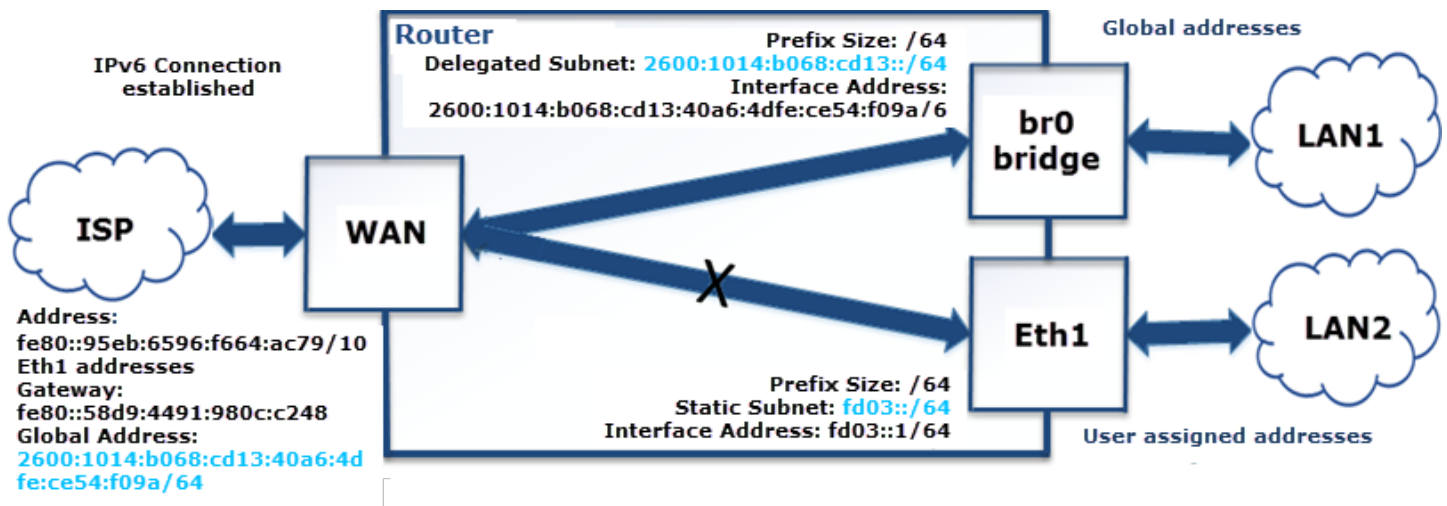 IPv6 Connection
established
ISP
Address:
fe80::95eb:6596:f664:ac79/10
Eth1 addresses
Gateway:
fe80::58d9:4491:980c:c248
Global Address:
2600:1014:b068:cd13:40a6:4d
fe:ce54:f09a/64
Router
WAN
Prefix Size: /64
Delegated Subnet: 2600:1014:b068:cd13::/64
Interface Address:
2600:1014:b068:cd13:40a6:4dfe:ce54:f09a/6
X
Prefix Size: /64
Static Subnet: fd03::/64
Interface Address: fd03::1/64
br0
bridge
Eth1
Global addresses
LAN1
LAN2
User assigned addresses